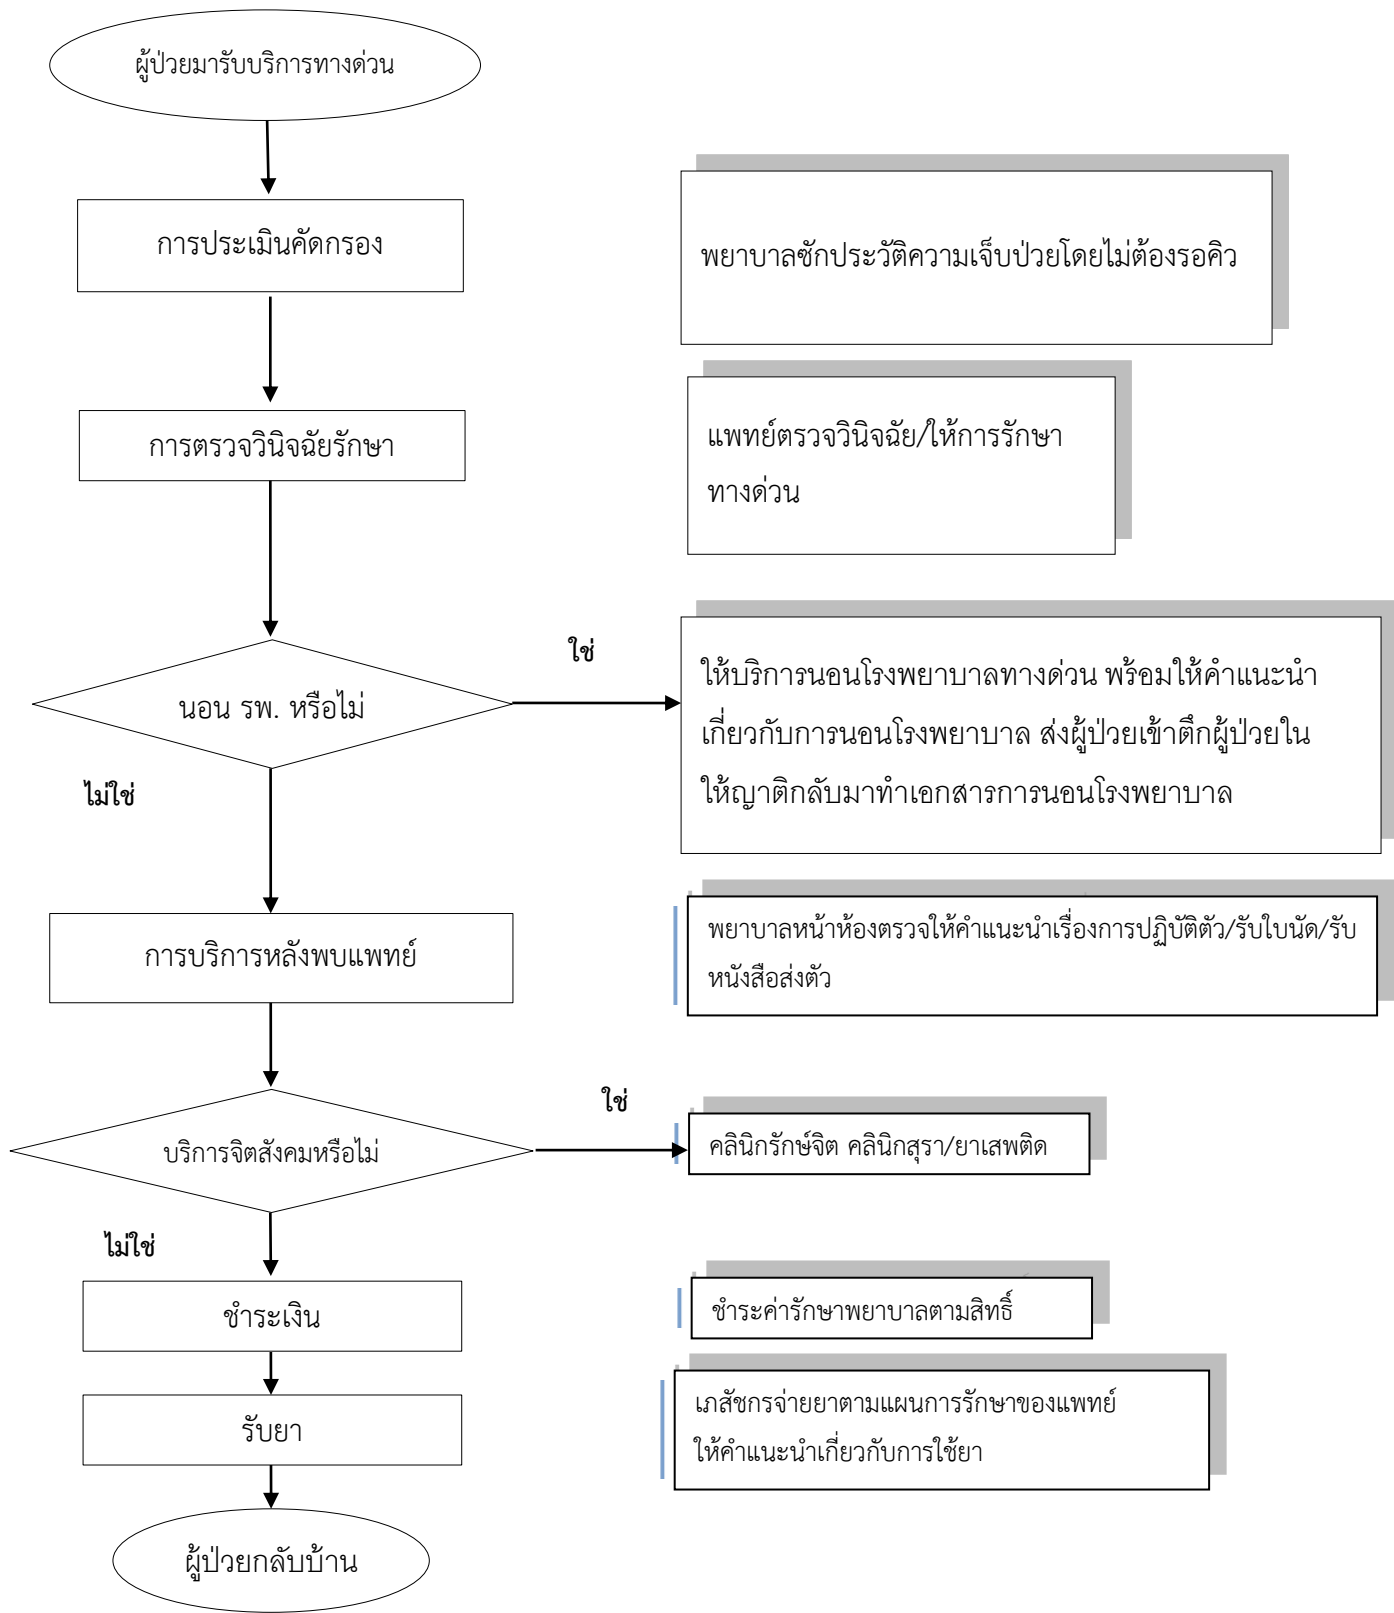 ผู้ป่วยมารับบริการทางด่วน
การประเมินคัดกรอง
พยาบาลซักประวัติความเจ็บป่วยโดยไม่ต้องรอคิว
การตรวจวินิจฉัยรักษา
แพทย์ตรวจวินิจฉัย/ให้การรักษา
ทางด่วน
นอน รพ. หรือไม่
ใช่
ให้บริการนอนโรงพยาบาลทางด่วน พร้อมให้คำแนะนำ
เกี่ยวกับการนอนโรงพยาบาล ส่งผู้ป่วยเข้าตึกผู้ป่วยใน
ให้ญาติกลับมาทำเอกสารการนอนโรงพยาบาล
ไม่ใช่
การบริการหลังพบแพทย์
พยาบาลหน้าห้องตรวจให้คำแนะนำเรื่องการปฏิบัติตัว/รับใบนัด/รับ
หนังสือส่งตัว
บริการจิตสังคมหรือไม่
ใช่
คลินิกรักษ์จิต คลินิกสุรา/ยาเสพติด
ไม่ใช่
ชำระเงิน
ชำระค่ารักษาพยาบาลตามสิทธิ์
รับยา
เภสัชกรจ่ายยาตามแผนการรักษาของแพทย์
ให้คำแนะนำเกี่ยวกับการใช้ยา
ผู้ป่วยกลับบ้าน